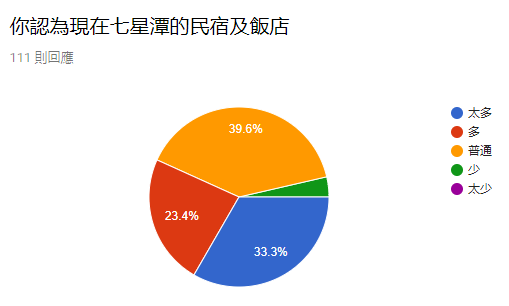 你認為現在七星潭的民宿及飯店
111 則回應
39.6%
23.4%
33.3%
太多
多
普通
少
太少